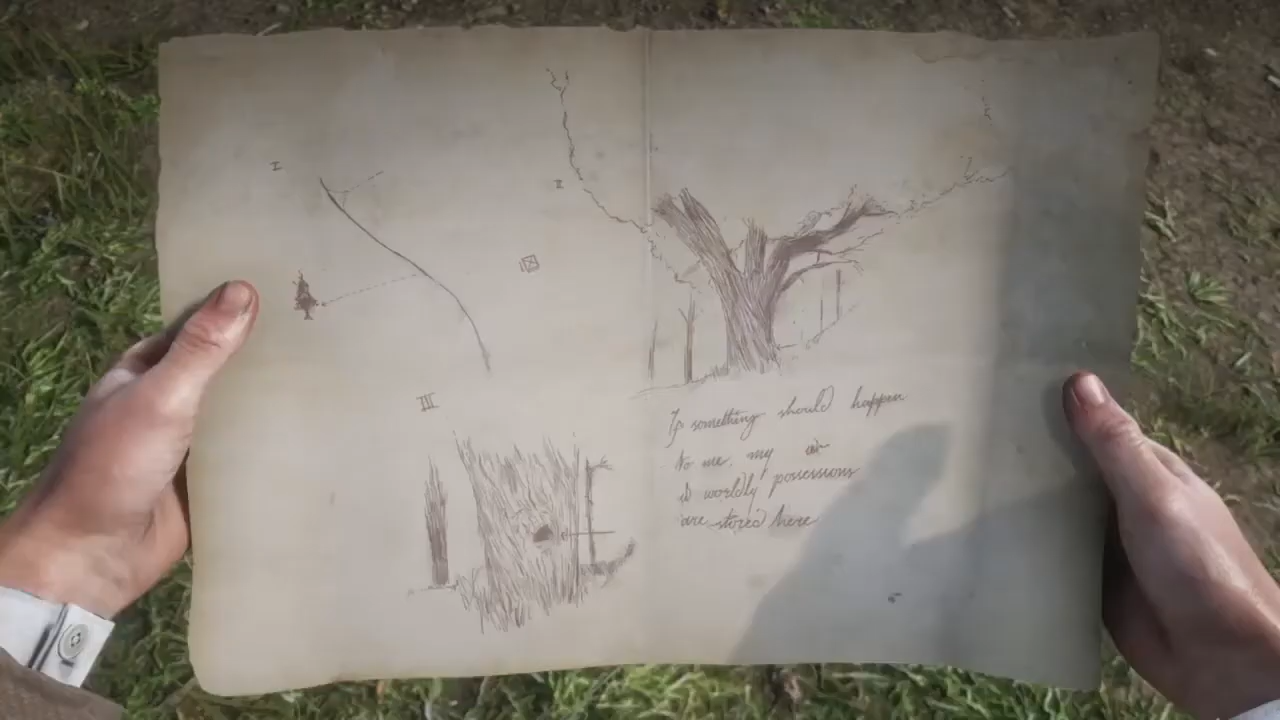 I
II
III
If something should happen
to me, my
worldly possessions
are stored here